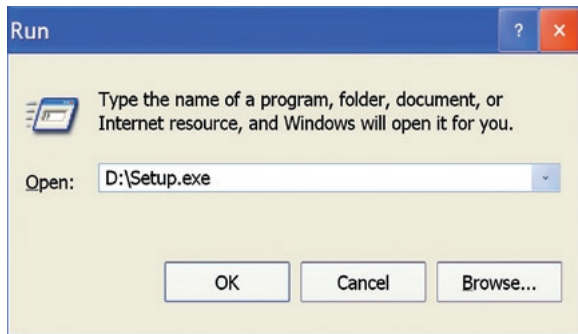 Run
?
×
Type the name of a program, folder, document, or
Internet resource, and Windows will open it for you.
Open: D:\Setup.exe
OK Cancel Browse...